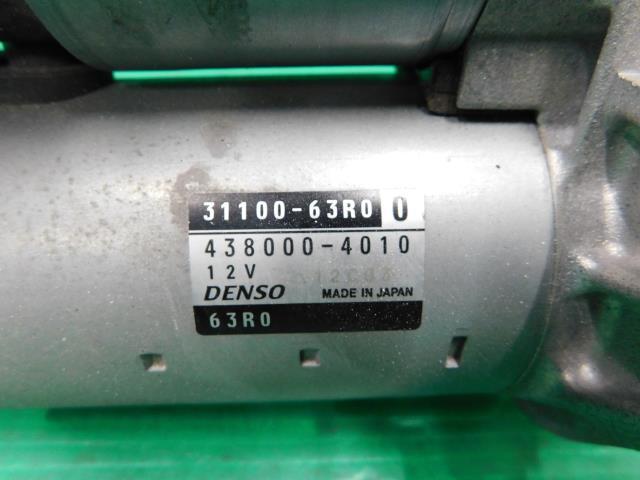 31100-63R0 0
438000-4010
12V
DENSO MADE IN JAPAN
63R0